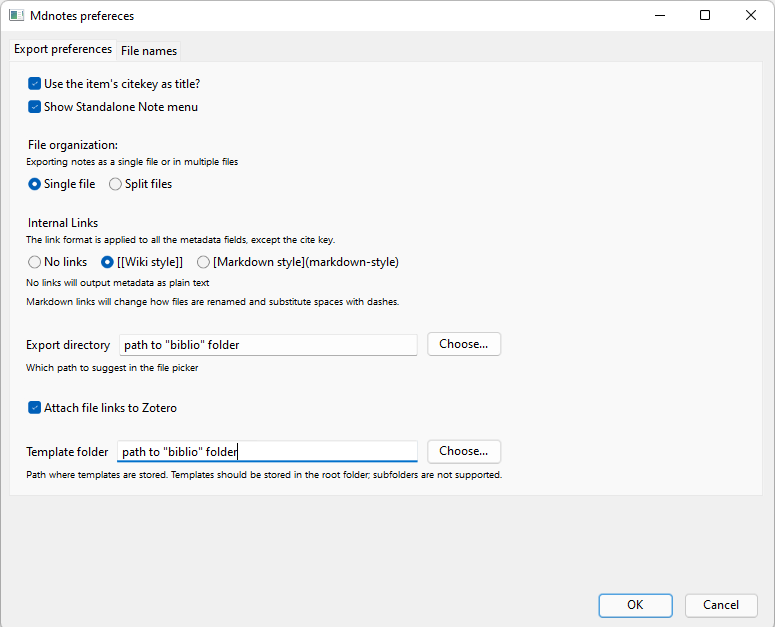 Mdnotes prefereces
Export preferences File names
Use the item's citekey as title?
Show Standalone Note menu
File organization:
Exporting notes as a single file or in multiple files
Single file Split files
Internal Links
The link format is applied to all the metadata fields, except the cite key.
No links [[Wiki style]] [Markdown style](markdown-style)
No links will output metadata as plain text
Markdown links will change how files are renamed and substitute spaces with dashes.
Export directory path to "biblio" folder Choose...
Which path to suggest in the file picker
Attach file links to Zotero
Template folder path to "biblio" folder Choose...
Path where templates are stored. Templates should be stored in the root folder; subfolders are not supported.
OK Cancel